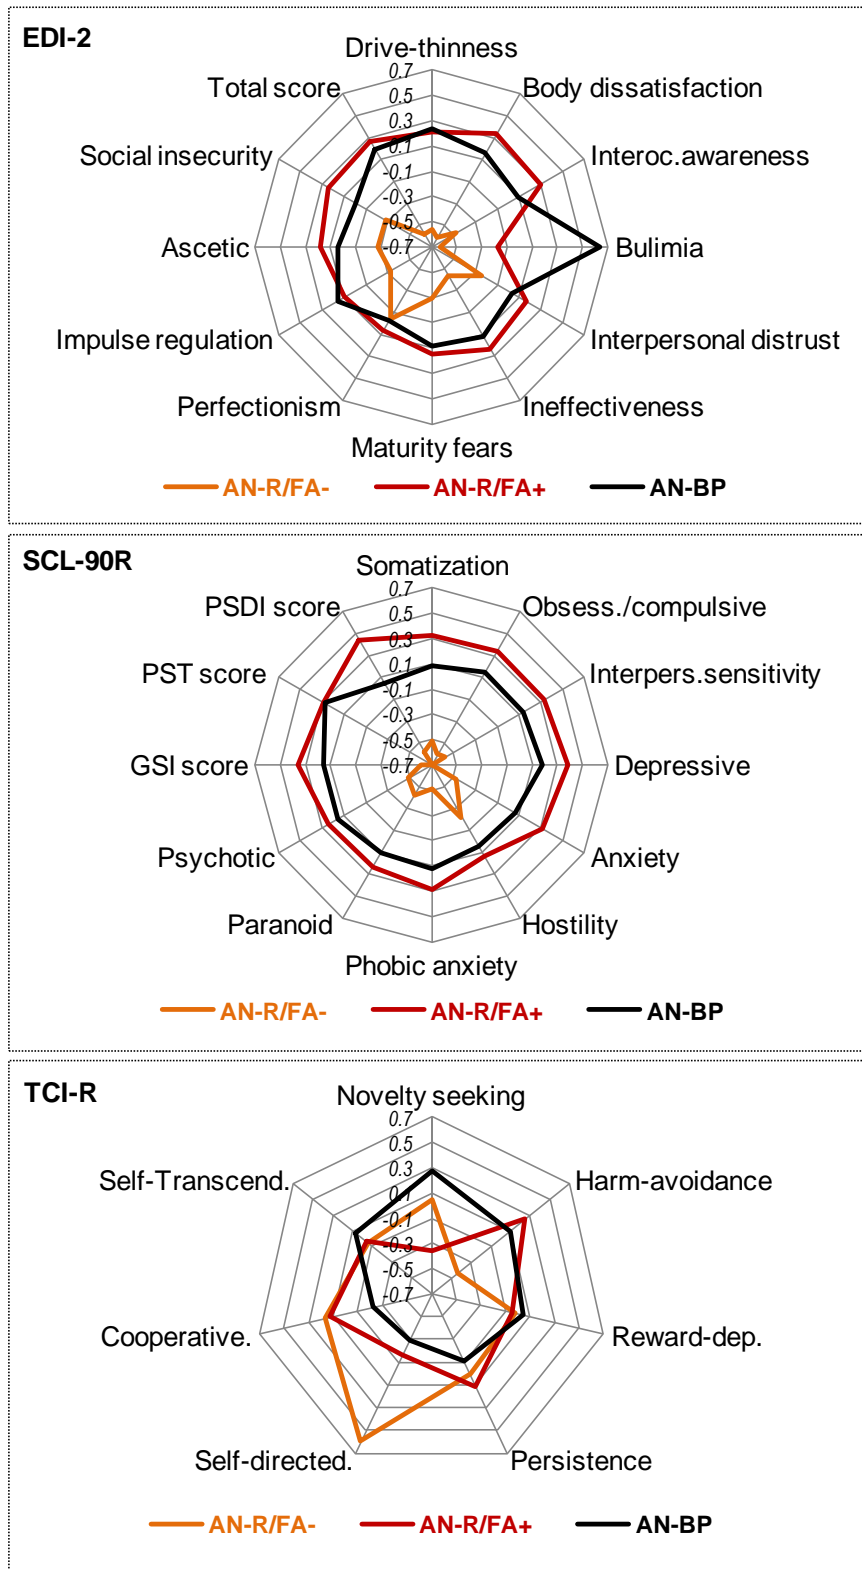 EDI-2
Drive-thinness
Total score
Body dissatisfaction
Social insecurity
Interoc.awareness
Ascetic
Bulimia
Impulse regulation
Interpersonal distrust
Perfectionism
Ineffectiveness
Maturity fears
0.7
0.5
0.3
0.1
-0.1
-0.3
-0.5
-0.7
AN-R/FA- AN-R/FA+ AN-BP
SCL-90R
Somatization
PSDI score
Obsess./compulsive
PST score
Interpers.sensitivity
GSI score
Depressive
Psychotic
Anxiety
Paranoid
Hostility
Phobic anxiety
0.7
0.5
0.3
0.1
-0.1
-0.3
-0.5
-0.7
AN-R/FA- AN-R/FA+ AN-BP
TCI-R
Novelty seeking
Self-Transcend.
Harm-avoidance
Cooperative.
Reward-dep.
Self-directed.
Persistence
0.7
0.5
0.3
0.1
-0.1
-0.3
-0.5
-0.7
AN-R/FA- AN-R/FA+ AN-BP